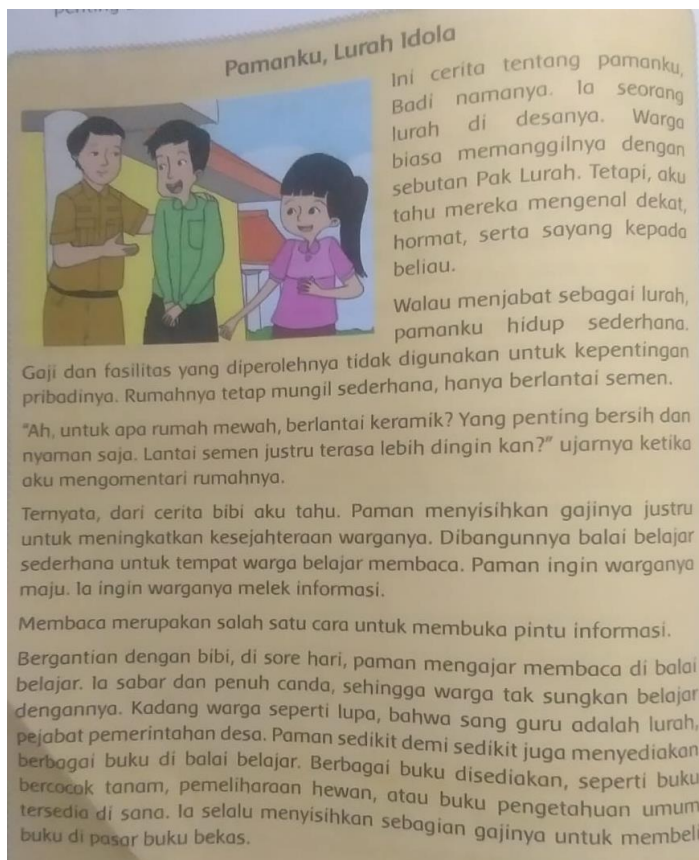 Pamanku, Lurah Idola
Ini cerita tentang pamanku,
Badi namanya. Ia seorang
lurah di desanya. Warga
biasa memanggilnya dengan
sebutan Pak Lurah. Tetapi, aku
tahu mereka mengenal dekat,
hormat, serta sayang kepada
beliau.
Walau menjabat sebagai lurah,
pamanku hidup sederhana.
Gaji dan fasilitas yang diperolehnya tidak digunakan untuk kepentingan
pribadinya. Rumahnya tetap mungil sederhana, hanya berlantai semen.
"Ah, untuk apa rumah mewah, berlantai keramik? Yang penting bersih dan
nyaman saja. Lantai semen justru terasa lebih dingin kan?" ujarnya ketika
aku mengomentari rumahnya.
Ternyata, dari cerita bibi aku tahu. Paman menyisihkan gajinya justru
untuk meningkatkan kesejahteraan warganya. Dibangunnya balai belajar
sederhana untuk tempat warga belajar membaca. Paman ingin warganya
maju. Ia ingin warganya melek informasi.
Membaca merupakan salah satu cara untuk membuka pintu informasi.
Bergantian dengan bibi, di sore hari, paman mengajar membaca di balai
belajar. Ia sabar dan penuh canda, sehingga warga tak sungkan belajar
dengannya. Kadang warga seperti lupa, bahwa sang guru adalah lurah,
pejabat pemerintahan desa. Paman sedikit demi sedikit juga menyediakan
berbagai buku di balai belajar. Berbagai buku disediakan, seperti buku
bercocok tanam, pemeliharaan hewan, atau buku pengetahuan umum
tersedia di sana. Ia selalu menyisihkan sebagian gajinya untuk membeli
buku di pasar buku bekas.